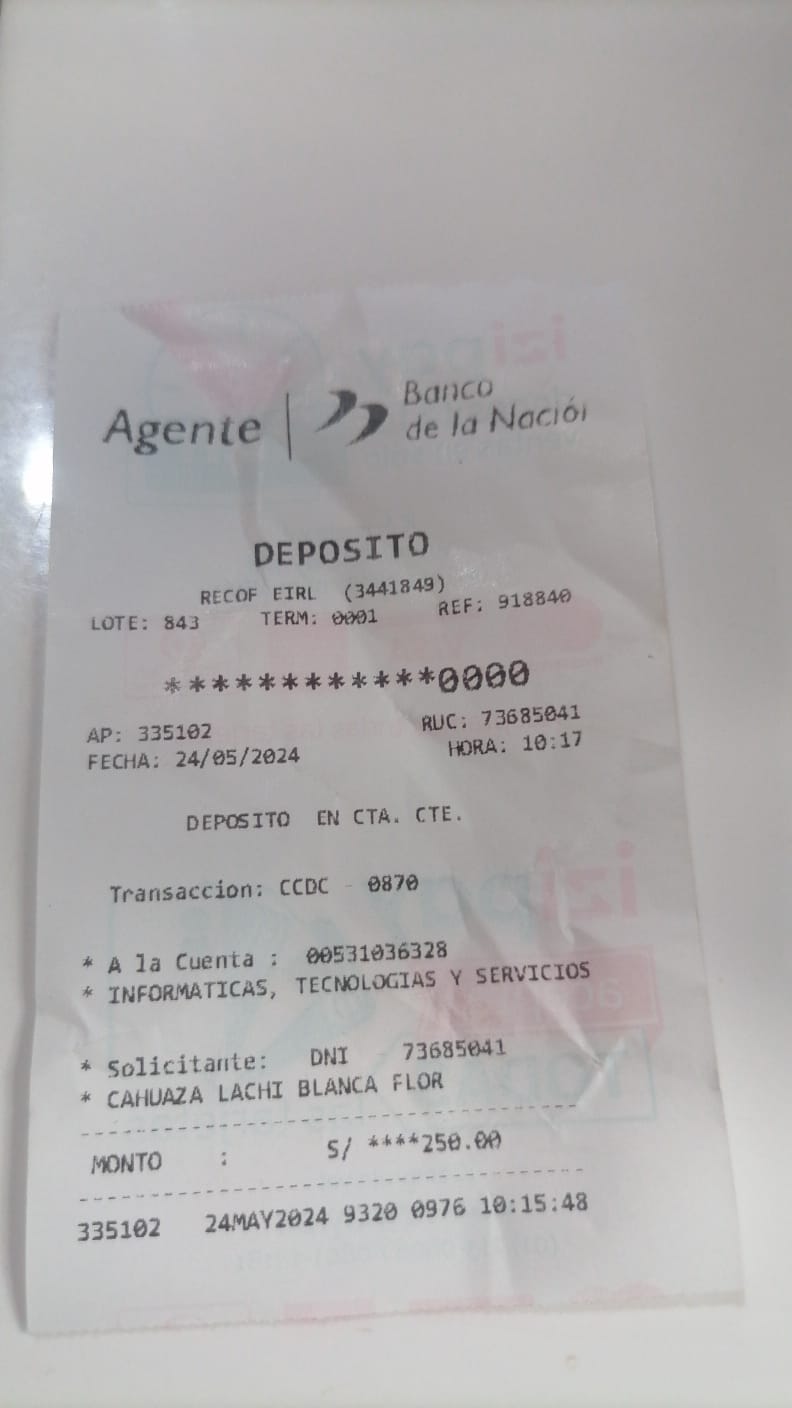 Agente | Banco
de la Nación
DEPOSITO
RECOF EIRL (3441849)
LOTE: 843 TERM: 0001 REF: 918840
************0000
AP: 335102 RUC: 73685041
FECHA: 24/05/2024 HORA: 10:17
DEPOSITO EN CTA. CTE.
Transaccion: CCDC - 0870
* A la Cuenta : 00531036328
* INFORMATICAS, TECNOLOGIAS Y SERVICIOS
* Solicitante: DNI 73685041
* CAHUAZA LACHI BLANCA FLOR
MONTO : S/ ****250.00
335102 24MAY2024 9320 0976 10:15:48